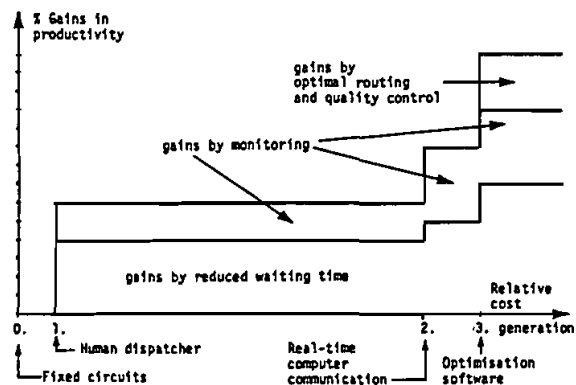 % Gains in
productivity
gains by
optimal routing
and quality control
gains by monitoring
gains by reduced waiting time
Relative
cost
0. 1. 2. 3. generation
Human dispatcher
Fixed circuits
Real-time
computer
communication
Optimisation
software